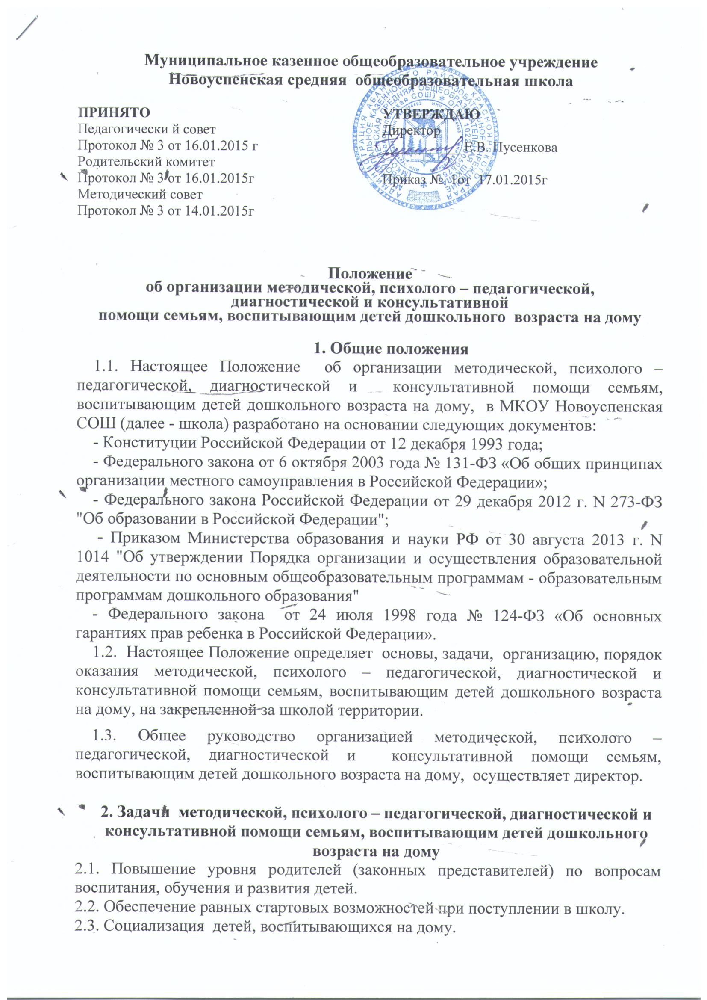 Муниципальное казенное общеобразовательное учреждение
Новоуспенская средняя общеобразовательная школа
ПРИНЯТО
Педагогически й совет
Протокол № 3 от 16.01.2015 г
Родительский комитет
Протокол № 3 от 16.01.2015г
Методический совет
Протокол № 3 от 14.01.2015г
УТВЕРЖДАЮ
Директор
Е.В. Пусенкова
Приказ № 1от 17.01.2015г
Положение
об организации методической, психолого – педагогической,
диагностической и консультативной
помощи семьям, воспитывающим детей дошкольного возраста на дому
1. Общие положения
1.1. Настоящее Положение об организации методической, психолого –
педагогической, диагностической и консультативной помощи семьям,
воспитывающим детей дошкольного возраста на дому, в МКОУ Новоуспенская
СОШ (далее - школа) разработано на основании следующих документов:
- Конституции Российской Федерации от 12 декабря 1993 года;
- Федерального закона от 6 октября 2003 года № 131-ФЗ «Об общих принципах
организации местного самоуправления в Российской Федерации»;
- Федерального закона Российской Федерации от 29 декабря 2012 г. N 273-ФЗ
"Об образовании в Российской Федерации";
- Приказом Министерства образования и науки РФ от 30 августа 2013 г. N
1014 "Об утверждении Порядка организации и осуществления образовательной
деятельности по основным общеобразовательным программам - образовательным
программам дошкольного образования"
- Федерального закона от 24 июля 1998 года № 124-ФЗ «Об основных
гарантиях прав ребенка в Российской Федерации».
1.2. Настоящее Положение определяет основы, задачи, организацию, порядок
оказания методической, психолого – педагогической, диагностической и
консультативной помощи семьям, воспитывающим детей дошкольного возраста
на дому, на закрепленной за школой территории.
1.3. Общее руководство организацией методической, психолого –
педагогической, диагностической и консультативной помощи семьям,
воспитывающим детей дошкольного возраста на дому, осуществляет директор.
2. Задачи методической, психолого – педагогической, диагностической и
консультативной помощи семьям, воспитывающим детей дошкольного
возраста на дому
2.1. Повышение уровня родителей (законных представителей) по вопросам
воспитания, обучения и развития детей.
2.2. Обеспечение равных стартовых возможностей при поступлении в школу.
2.3. Социализация детей, воспитывающихся на дому.